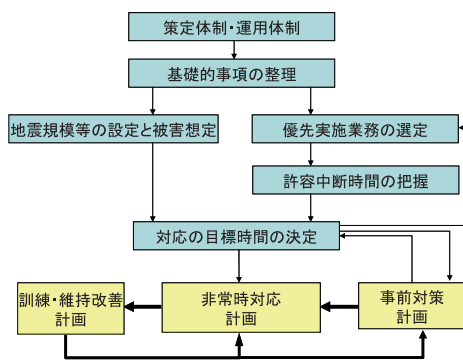 策定体制・運用体制
基礎的事項の整理
地震規模等の設定と被害想定
優先実施業務の選定
許容中断時間の把握
対応の目標時間の決定
訓練・維持改善
計画
非常時対応
計画
事前対策
計画